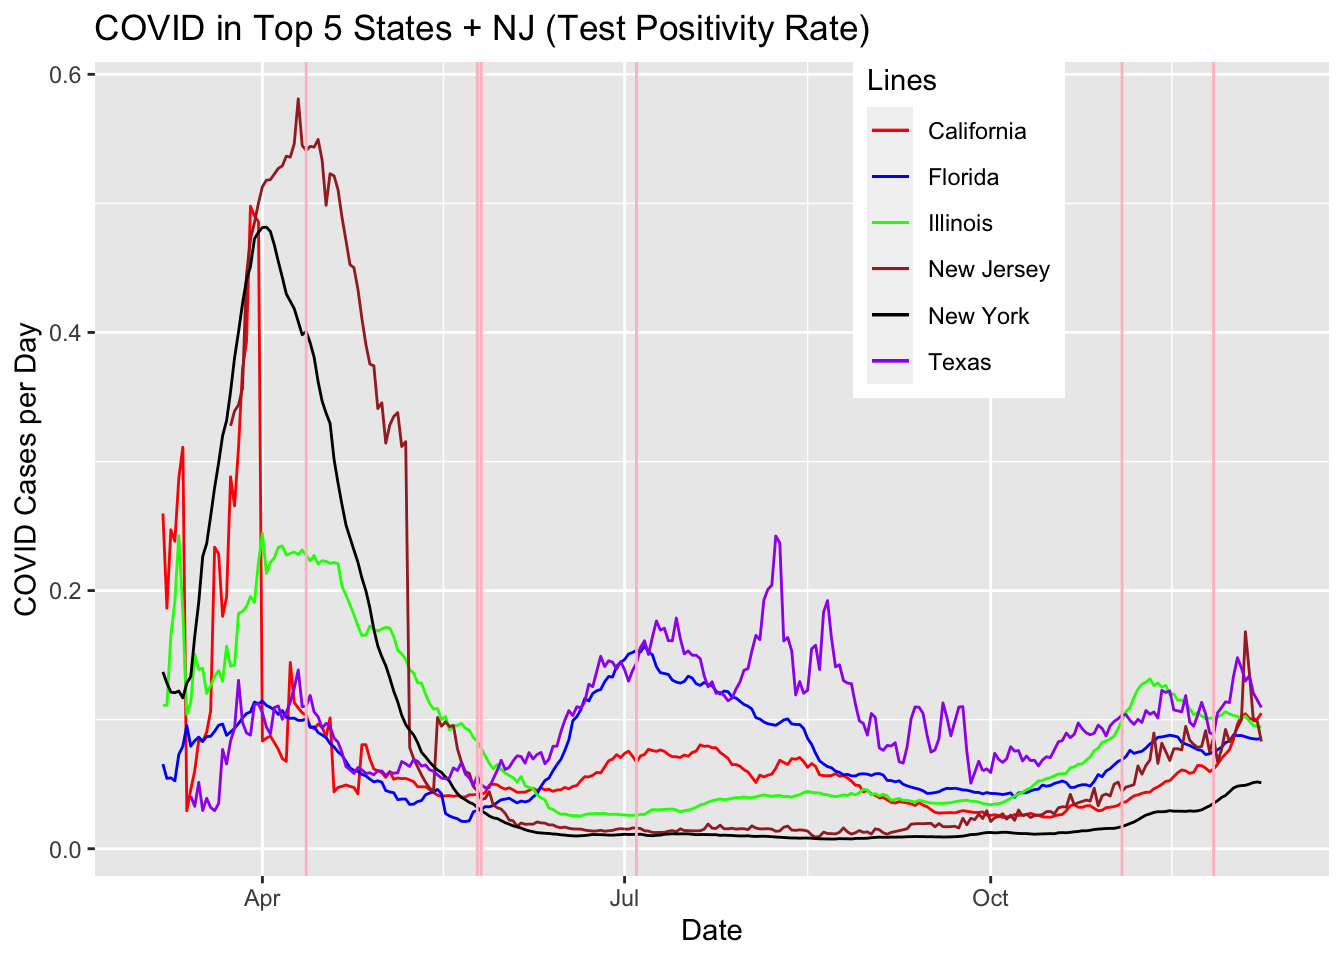 COVID in Top 5 States + NJ (Test Positivity Rate)
Lines
California
Florida
Illinois
New Jersey
New York
Texas
COVID Cases per Day
0.6
0.4
0.2
0.0
Apr
Jul
Oct
Date